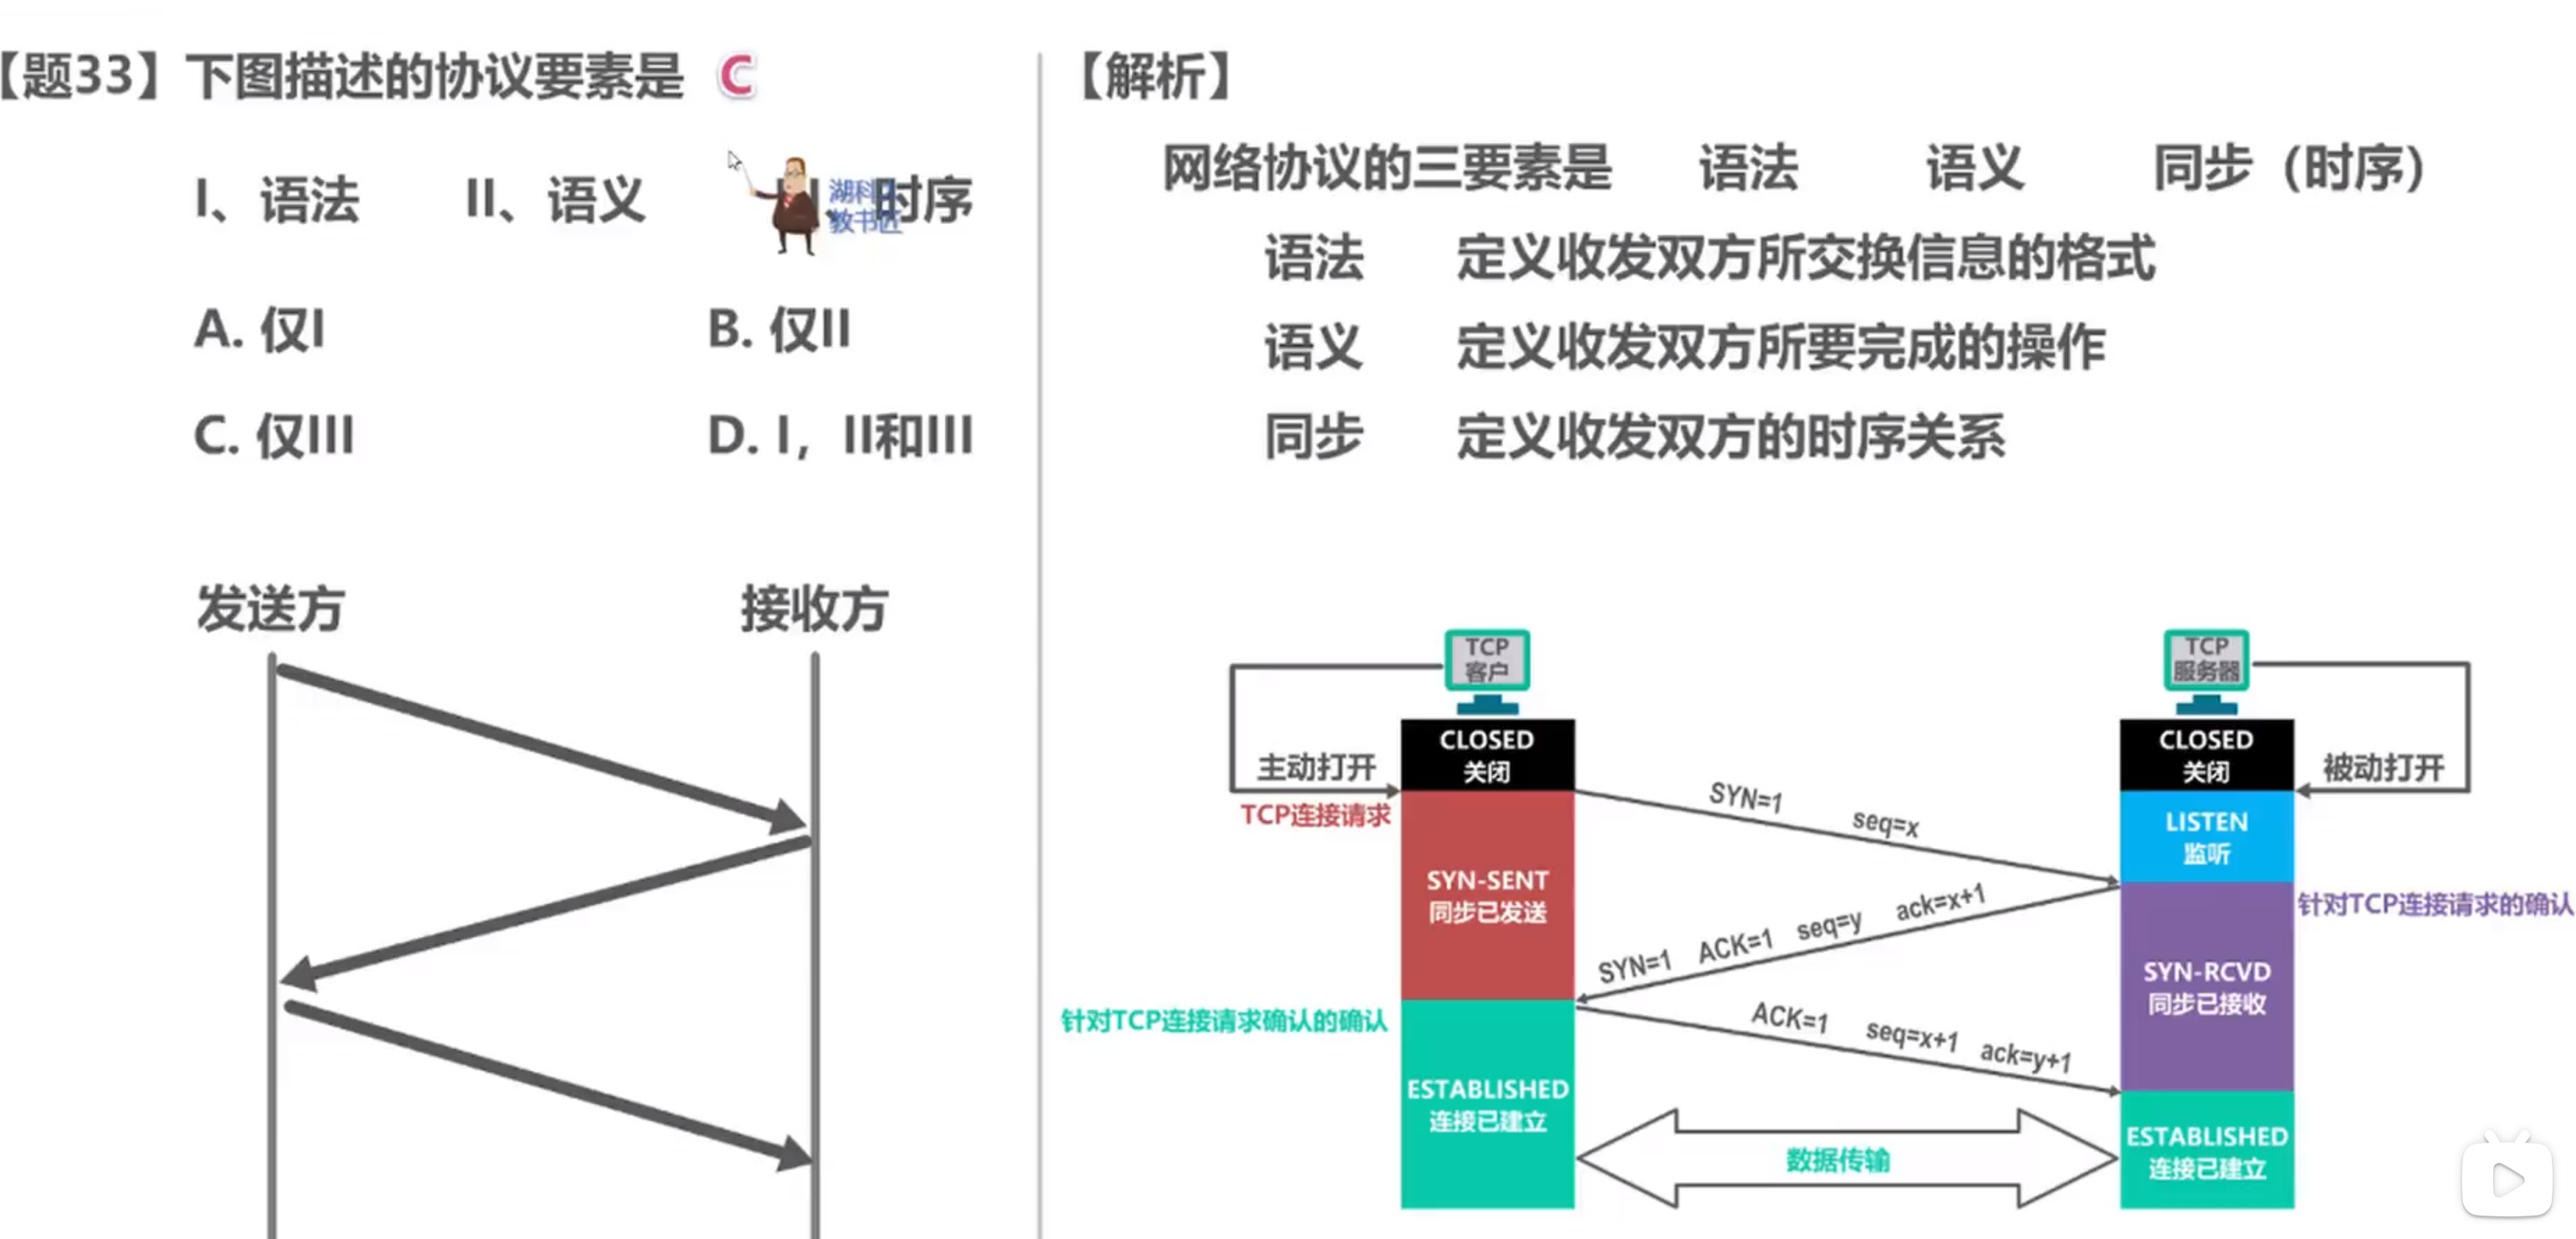 【题33】下图描述的协议要素是 C
I、语法 II、语义 、时序
湖科
教书匠
A. 仅I B. 仅II
C. 仅III D. I，II和III
发送方 接收方
【解析】
网络协议的三要素是 语法 语义 同步（时序）
语法 定义收发双方所交换信息的格式
语义 定义收发双方所要完成的操作
同步 定义收发双方的时序关系
TCP
客户
TCP
服务器
CLOSED
关闭
CLOSED
关闭
主动打开
被动打开
TCP连接请求
SYN=1 seq=x
LISTEN
监听
SYN-SENT
同步已发送
SYN=1 ACK=1 seq=y ack=x+1
针对TCP连接请求的确认
SYN-RCVD
同步已接收
针对TCP连接请求确认的确认
ACK=1 seq=x+1 ack=y+1
ESTABLISHED
连接已建立
数据传输
ESTABLISHED
连接已建立